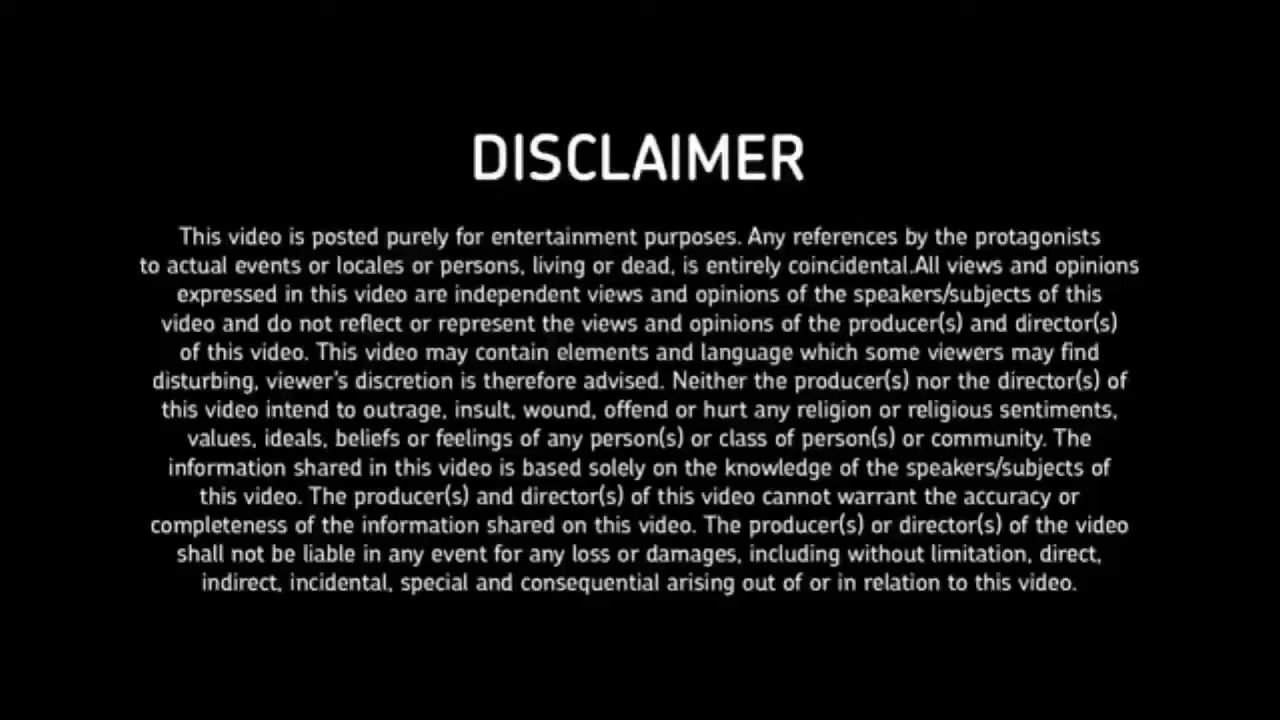 DISCLAIMER
This video is posted purely for entertainment purposes. Any references by the protagonists
to actual events or locales or persons, living or dead, is entirely coincidental.All views and opinions
expressed in this video are independent views and opinions of the speakers/subjects of this
video and do not reflect or represent the views and opinions of the producer(s) and director(s)
of this video. This video may contain elements and language which some viewers may find
disturbing, viewer's discretion is therefore advised. Neither the producer(s) nor the director(s) of
this video intend to outrage, insult, wound, offend or hurt any religion or religious sentiments,
values, ideals, beliefs or feelings of any person(s) or class of person(s) or community. The
information shared in this video is based solely on the knowledge of the speakers/subjects of
this video. The producer(s) and director(s) of this video cannot warrant the accuracy or
completeness of the information shared on this video. The producer(s) or director(s) of the video
shall not be liable in any event for any loss or damages, including without limitation, direct,
indirect, incidental, special and consequential arising out of or in relation to this video.